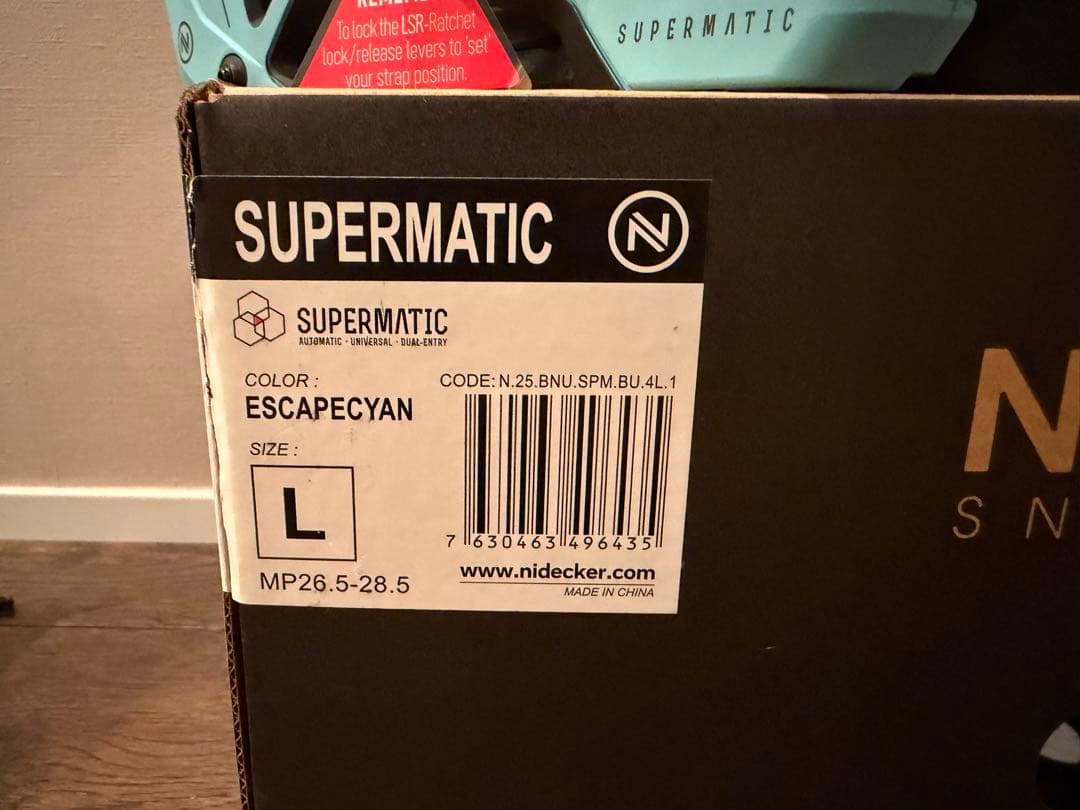 REMEM
To lock the LSR-Ratchet
lock/release levers to 'set'
your strap position.
SUPERMATIC
SUPERMATIC
SUPERMATIC
AUTOMATIC - UNIVERSAL - DUAL-ENTRY
COLOR :
ESCAPECYAN
CODE: N.25.BNU.SPM.BU.4L.1
SIZE :
L
MP26.5-28.5
7 630463 496435
www.nidecker.com
MADE IN CHINA
N
S N